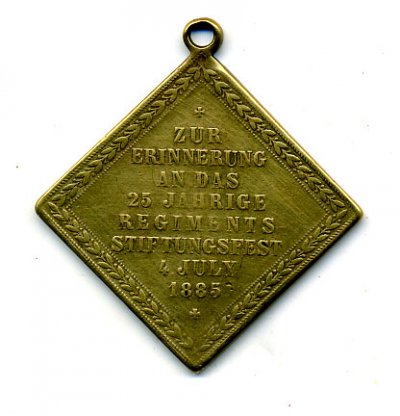 ZUR
ERINNERUNG
AN DAS
25 JÄHRIGE
REGIMENTS
STIFTUNGSFEST
4 JULY
1885